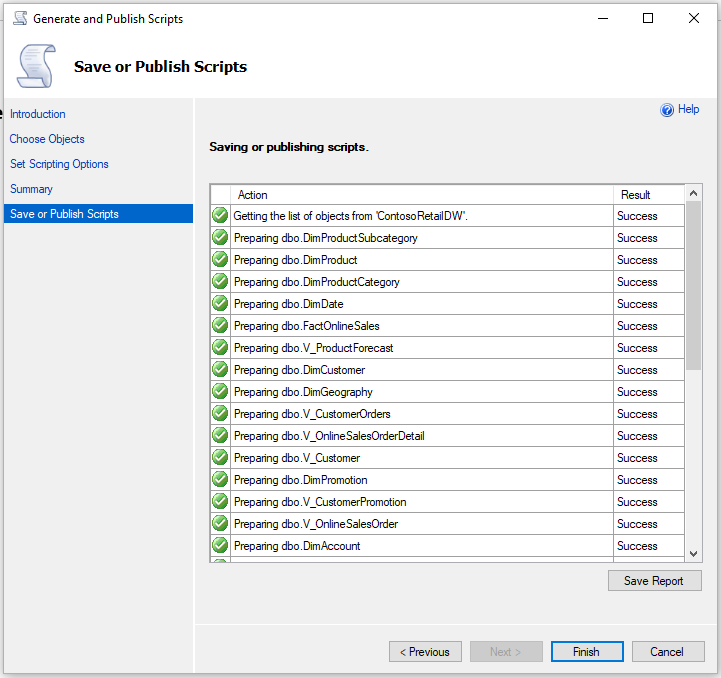 Generate and Publish Scripts
Save or Publish Scripts
Introduction
Choose Objects
Set Scripting Options
Summary
Save or Publish Scripts
Help
Saving or publishing scripts.
Action Result
Getting the list of objects from 'ContosoRetailDW'. Success
Preparing dbo.DimProductSubcategory Success
Preparing dbo.DimProduct Success
Preparing dbo.DimProductCategory Success
Preparing dbo.DimDate Success
Preparing dbo.FactOnlineSales Success
Preparing dbo.V_ProductForecast Success
Preparing dbo.DimCustomer Success
Preparing dbo.DimGeography Success
Preparing dbo.V_CustomerOrders Success
Preparing dbo.V_OnlineSalesOrderDetail Success
Preparing dbo.V_Customer Success
Preparing dbo.DimPromotion Success
Preparing dbo.V_CustomerPromotion Success
Preparing dbo.V_OnlineSalesOrder Success
Preparing dbo.DimAccount Success
Save Report
< Previous Next > Finish Cancel